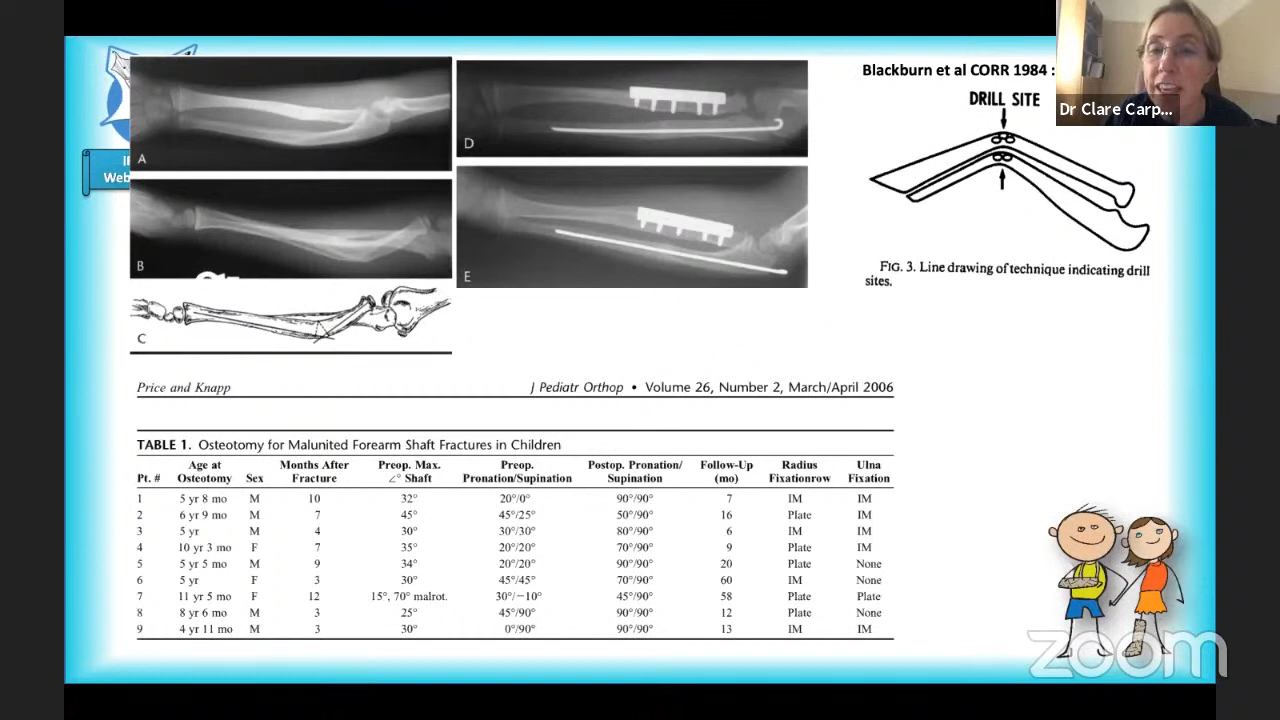 Blackburn et al CORR 1984 :
Dr Clare Carp...
DRILL SITE
A
B
C
D
E
FIG. 3. Line drawing of technique indicating drill
sites.
Web
Price and Knapp J Pediatr Orthop • Volume 26, Number 2, March/April 2006
TABLE 1. Osteotomy for Malunited Forearm Shaft Fractures in Children
Age at Months After Preop. Max. Preop. Postop. Pronation/ Follow-Up Radius Ulna
Pt. # Osteotomy Sex Fracture ∠° Shaft Pronation/Supination Supination (mo) Fixationrow Fixation
1 5 yr 8 mo M 10 32° 20°/0° 90°/90° 7 IM IM
2 6 yr 9 mo M 7 45° 45°/25° 50°/90° 16 Plate IM
3 5 yr M 4 30° 30°/30° 80°/90° 6 IM IM
4 10 yr 3 mo F 7 35° 20°/20° 70°/90° 9 Plate IM
5 5 yr 5 mo M 9 34° 20°/20° 90°/90° 20 Plate None
6 5 yr F 3 30° 45°/45° 70°/90° 60 IM None
7 11 yr 5 mo F 12 15°, 70° malrot. 30°/−10° 45°/90° 58 Plate Plate
8 8 yr 6 mo M 3 25° 45°/90° 90°/90° 12 Plate None
9 4 yr 11 mo M 3 30° 0°/90° 90°/90° 13 IM IM
zoom